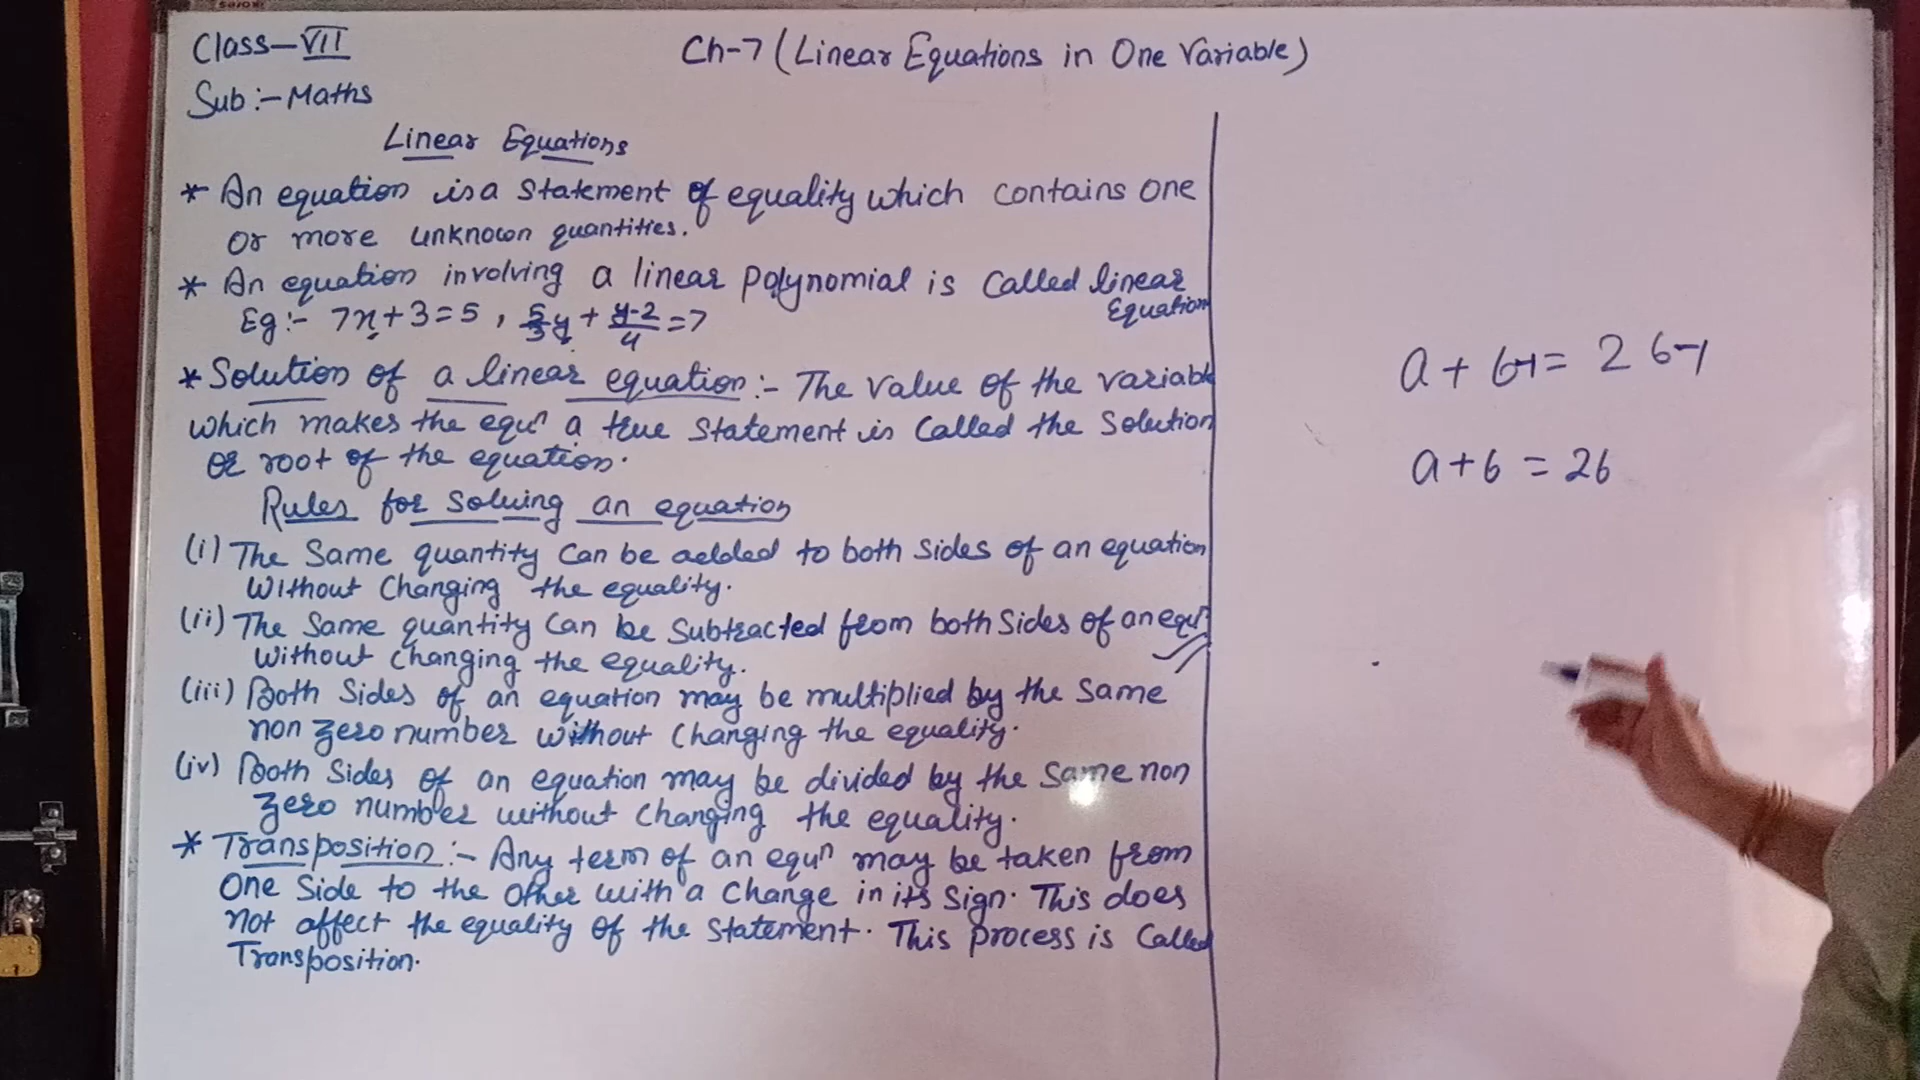 Class-VII
Ch-7 (Linear Equations in One Variable)
Sub :- Maths
Linear Equations
* An equation is a statement of equality which contains one
or more unknown quantities.
* An equation involving a linear polynomial is called linear
Equation
Eg :- 7x+3=5, 5/3 y + y-2/4 = 7
* Solution of a linear equation :- The value of the variable
which makes the equn a true statement is called the solution
or root of the equation.
Rules for solving an equation
(i) The same quantity can be added to both sides of an equation
without changing the equality.
(ii) The same quantity can be subtracted from both sides of an equn
without changing the equality.
(iii) Both sides of an equation may be multiplied by the same
non zero number without changing the equality.
(iv) Both sides of an equation may be divided by the same non
zero number without changing the equality.
* Transposition :- Any term of an equn may be taken from
one side to the other with a change in its sign. This does
not affect the equality of the statement. This process is called
Transposition.
a + 6-1 = 26-1
a+6 = 26